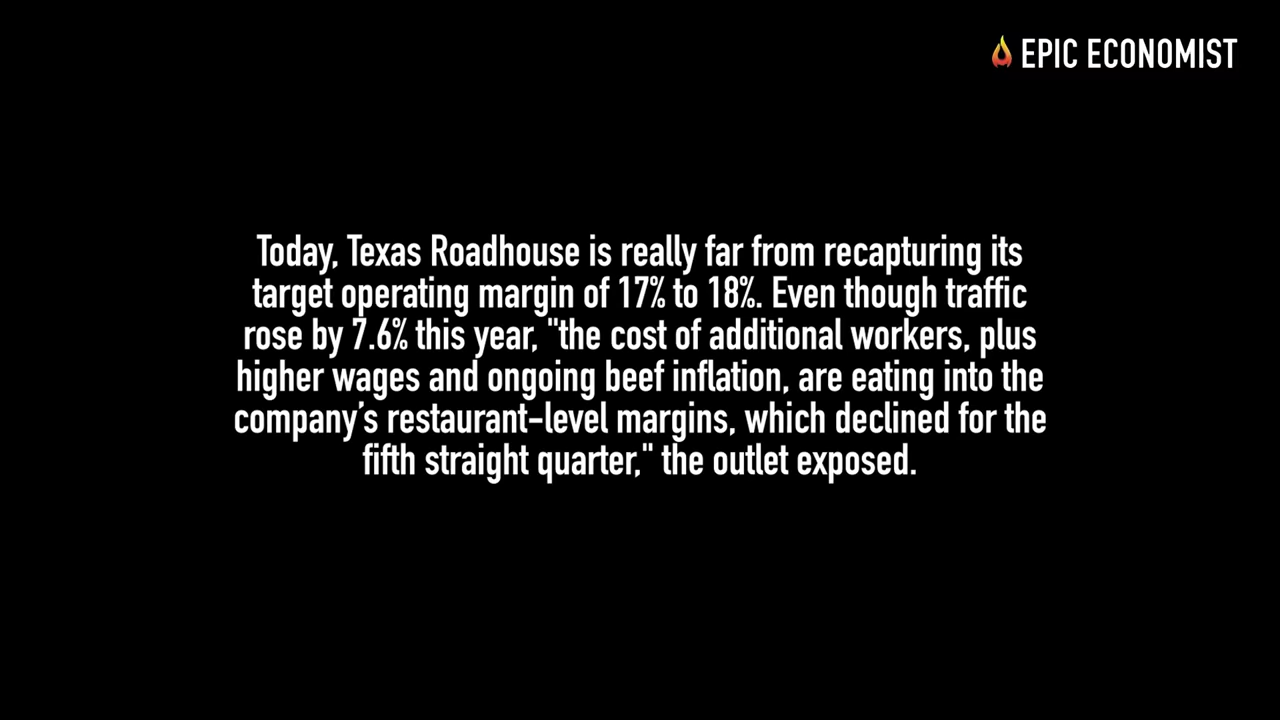 EPIC ECONOMIST
Today, Texas Roadhouse is really far from recapturing its
target operating margin of 17% to 18%. Even though traffic
rose by 7.6% this year, "the cost of additional workers, plus
higher wages and ongoing beef inflation, are eating into the
company’s restaurant-level margins, which declined for the
fifth straight quarter," the outlet exposed.